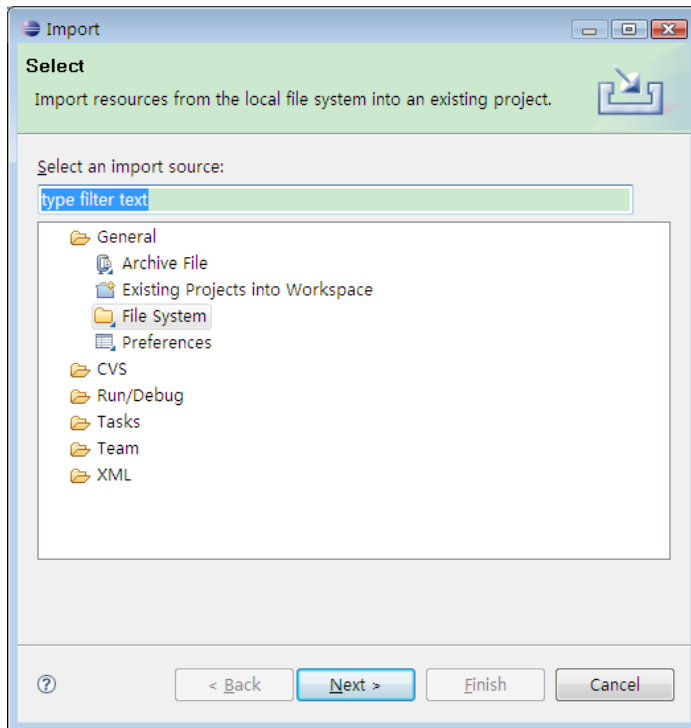 Import
Select
Import resources from the local file system into an existing project.
Select an import source:
type filter text
General
Archive File
Existing Projects into Workspace
File System
Preferences
CVS
Run/Debug
Tasks
Team
XML
? < Back Next > Finish Cancel